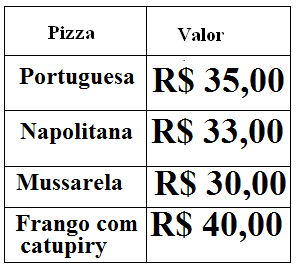 Pizza Valor
Portuguesa R$ 35,00
Napolitana R$ 33,00
Mussarela R$ 30,00
Frango com R$ 40,00
catupiry